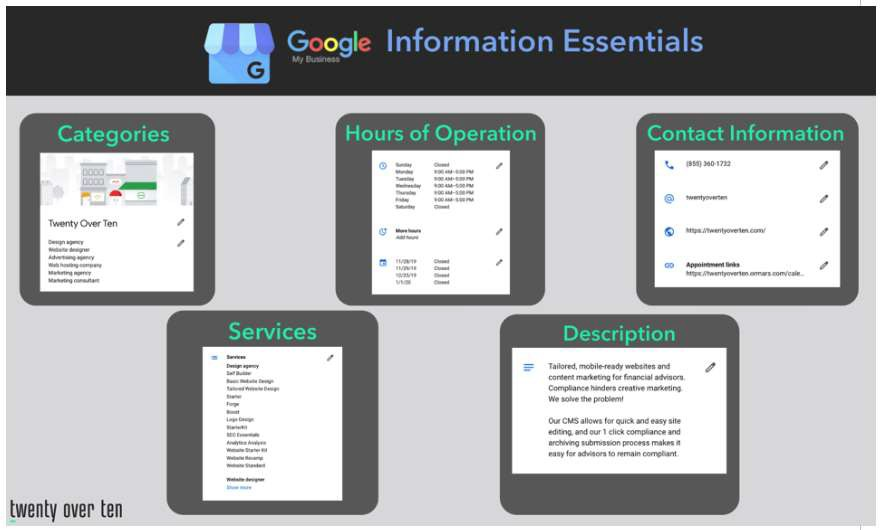 Google
My Business
Information Essentials
G
Categories
Twenty Over Ten
Design agency
Website designer
Advertising agency
Web hosting company
Marketing agency
Marketing consultant
Hours of Operation
Sunday Closed
Monday 9:00 AM–5:00 PM
Tuesday 9:00 AM–5:00 PM
Wednesday 9:00 AM–5:00 PM
Thursday 9:00 AM–5:00 PM
Friday 9:00 AM–5:00 PM
Saturday Closed
More hours
Add hours
11/28/19 Closed
11/29/19 Closed
12/25/19 Closed
1/1/20 Closed
Contact Information
(855) 360-1732
twentyoverten
https://twentyoverten.com/
Appointment links
https://twentyoverten.ormars.com/cale...
Services
Services
Design agency
Self Builder
Basic Website Design
Tailored Website Design
Starter
Forge
Boost
Logo Design
StarterKit
SEO Essentials
Analytics Analysis
Website Starter Kit
Website Revamp
Website Standard
Website designer
Show more
Description
Tailored, mobile-ready websites and
content marketing for financial advisors.
Compliance hinders creative marketing.
We solve the problem!
Our CMS allows for quick and easy site
editing, and our 1 click compliance and
archiving submission process makes it
easy for advisors to remain compliant.
twenty over ten